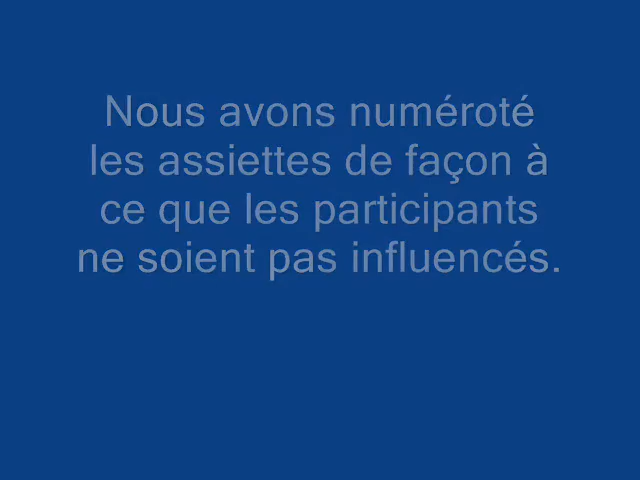 Nous avons numéroté
les assiettes de façon à
ce que les participants
ne soient pas influencés.